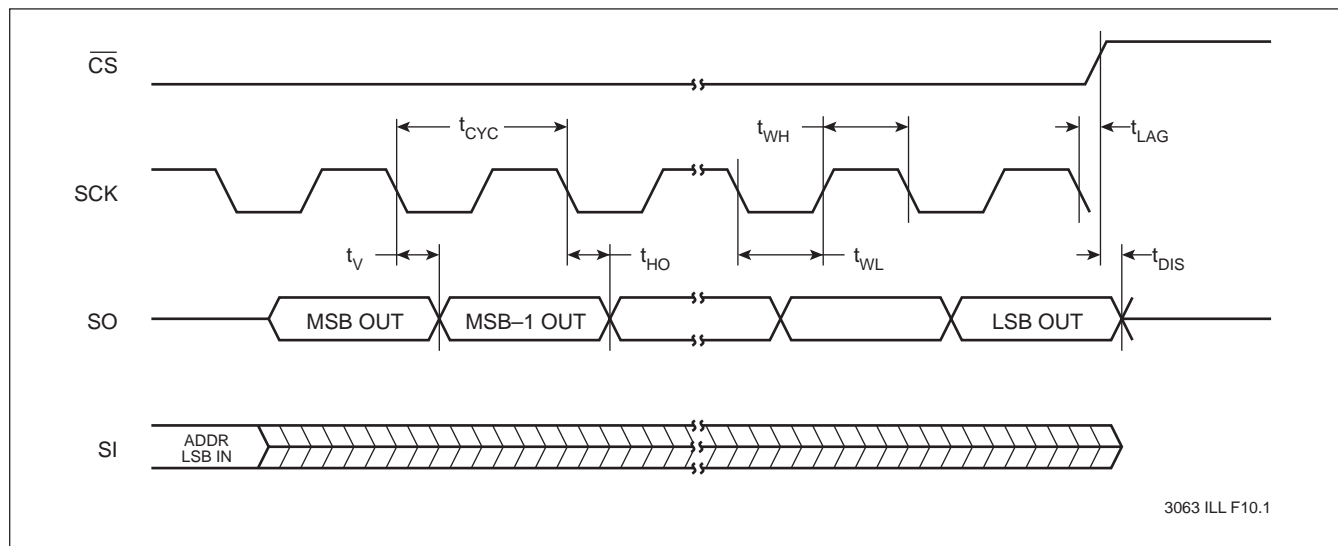 CS
tCYC
tWH
tLAG
SCK
tV
tHO
tWL
tDIS
SO
MSB OUT
MSB–1 OUT
LSB OUT
SI
ADDR
LSB IN
3063 ILL F10.1